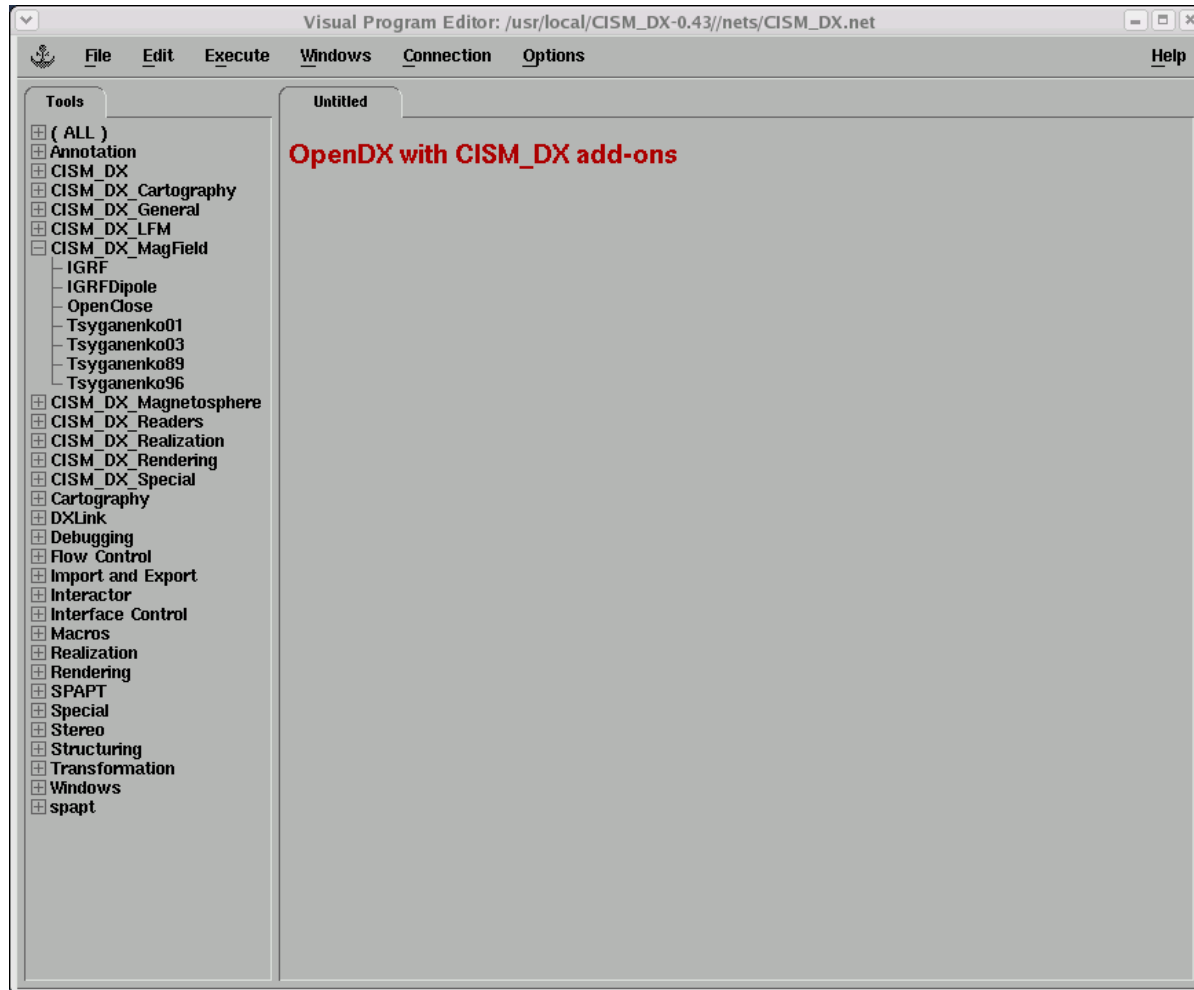 Visual Program Editor: /usr/local/CISM_DX-0.43//nets/CISM_DX.net
File Edit Execute Windows Connection Options Help
Tools
Untitled
( ALL )
Annotation
CISM_DX
CISM_DX_Cartography
CISM_DX_General
CISM_DX_LFM
CISM_DX_MagField
IGRF
IGRFDipole
OpenClose
Tsyganenko01
Tsyganenko03
Tsyganenko89
Tsyganenko96
CISM_DX_Magnetosphere
CISM_DX_Readers
CISM_DX_Realization
CISM_DX_Rendering
CISM_DX_Special
Cartography
DXLink
Debugging
Flow Control
Import and Export
Interactor
Interface Control
Macros
Realization
Rendering
SPAPT
Special
Stereo
Structuring
Transformation
Windows
spapt
OpenDX with CISM_DX add-ons